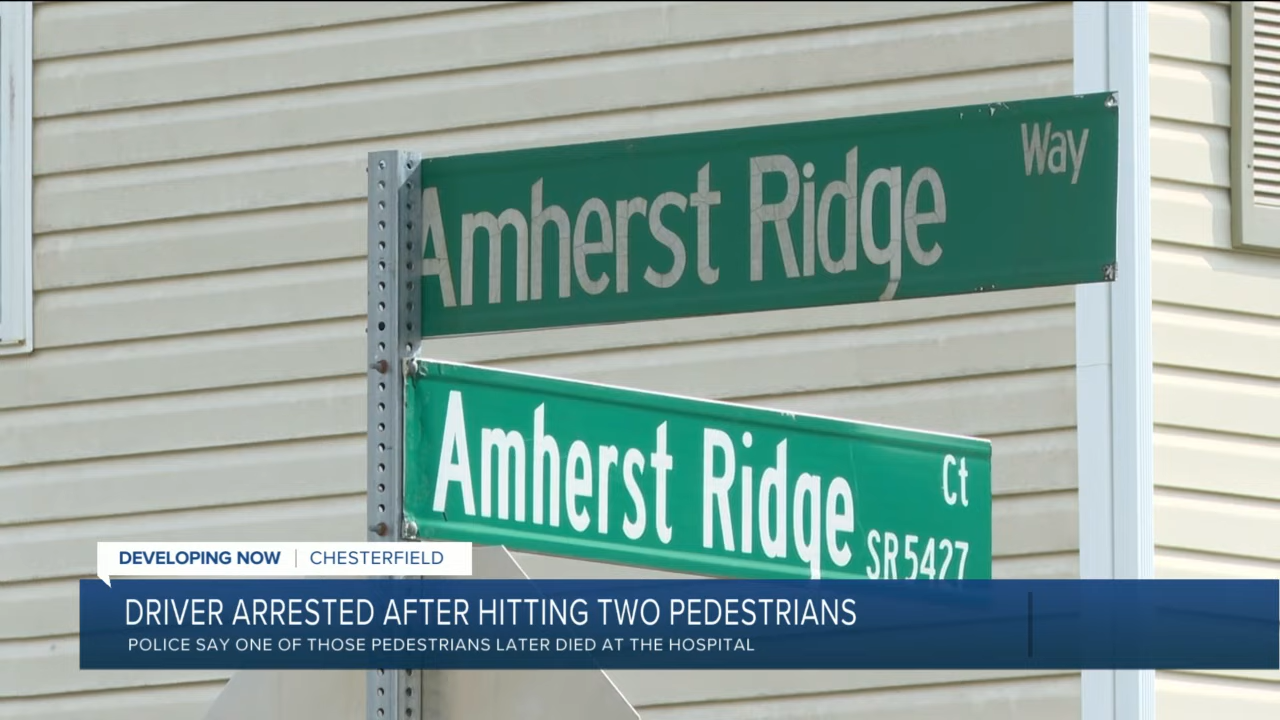 Amherst Ridge Way
Amherst Ridge Ct
SR5427
DEVELOPING NOW | CHESTERFIELD
DRIVER ARRESTED AFTER HITTING TWO PEDESTRIANS
POLICE SAY ONE OF THOSE PEDESTRIANS LATER DIED AT THE HOSPITAL